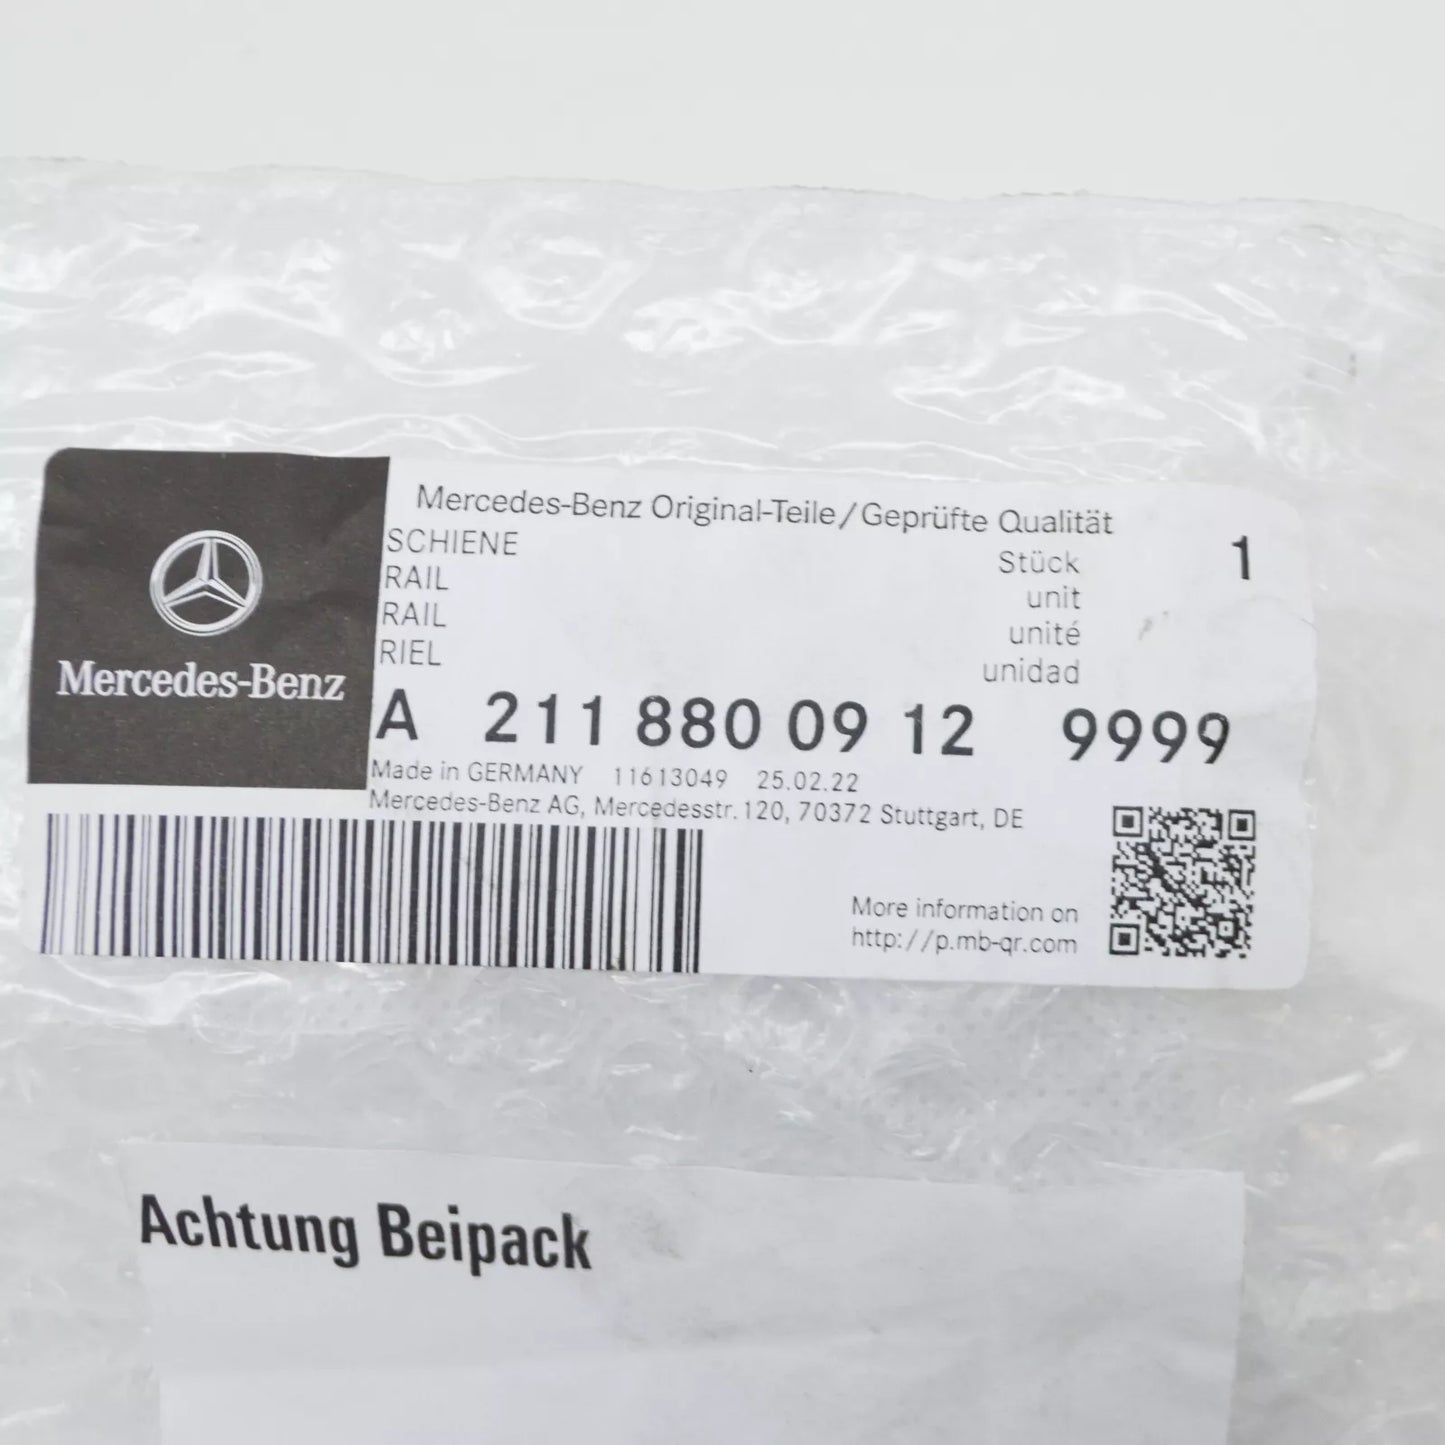 Mercedes-Benz Original-Teile/Geprüfte Qualität
SCHIENE Stück 1
RAIL unit
RAIL unité
RIEL unidad
Mercedes-Benz
A 211 880 09 12 9999
Made in GERMANY 11613049 25.02.22
Mercedes-Benz AG, Mercedesstr. 120, 70372 Stuttgart, DE
More information on
http://p.mb-qr.com
Achtung Beipack